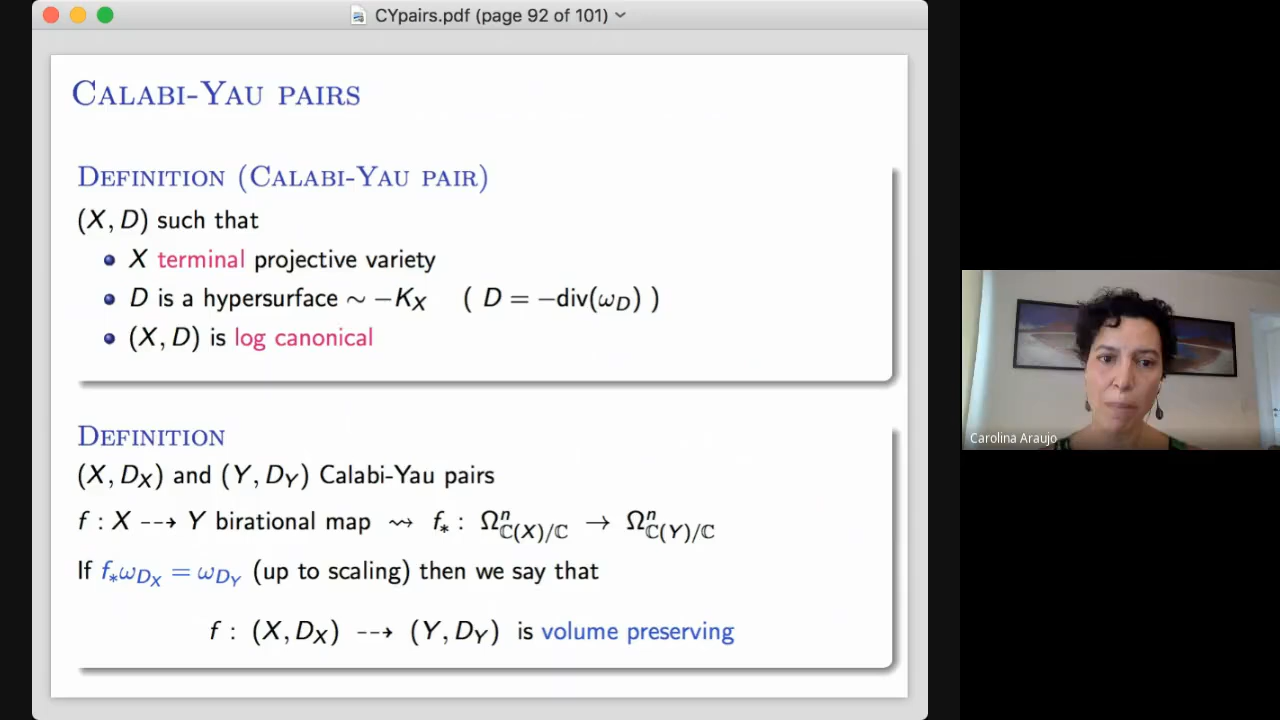 CYpairs.pdf (page 92 of 101)
CALABI-YAU PAIRS
DEFINITION (CALABI-YAU PAIR)
(X, D) such that
• X terminal projective variety
• D is a hypersurface ∼ −K_X ( D = −div(ω_D) )
• (X, D) is log canonical
DEFINITION
(X, D_X) and (Y, D_Y) Calabi-Yau pairs
f : X ⇢ Y birational map ⇝ f_* : Ω^n_{ℂ(X)/ℂ} → Ω^n_{ℂ(Y)/ℂ}
If f_*ω_{D_X} = ω_{D_Y} (up to scaling) then we say that
f : (X, D_X) ⇢ (Y, D_Y) is volume preserving
Carolina Araujo